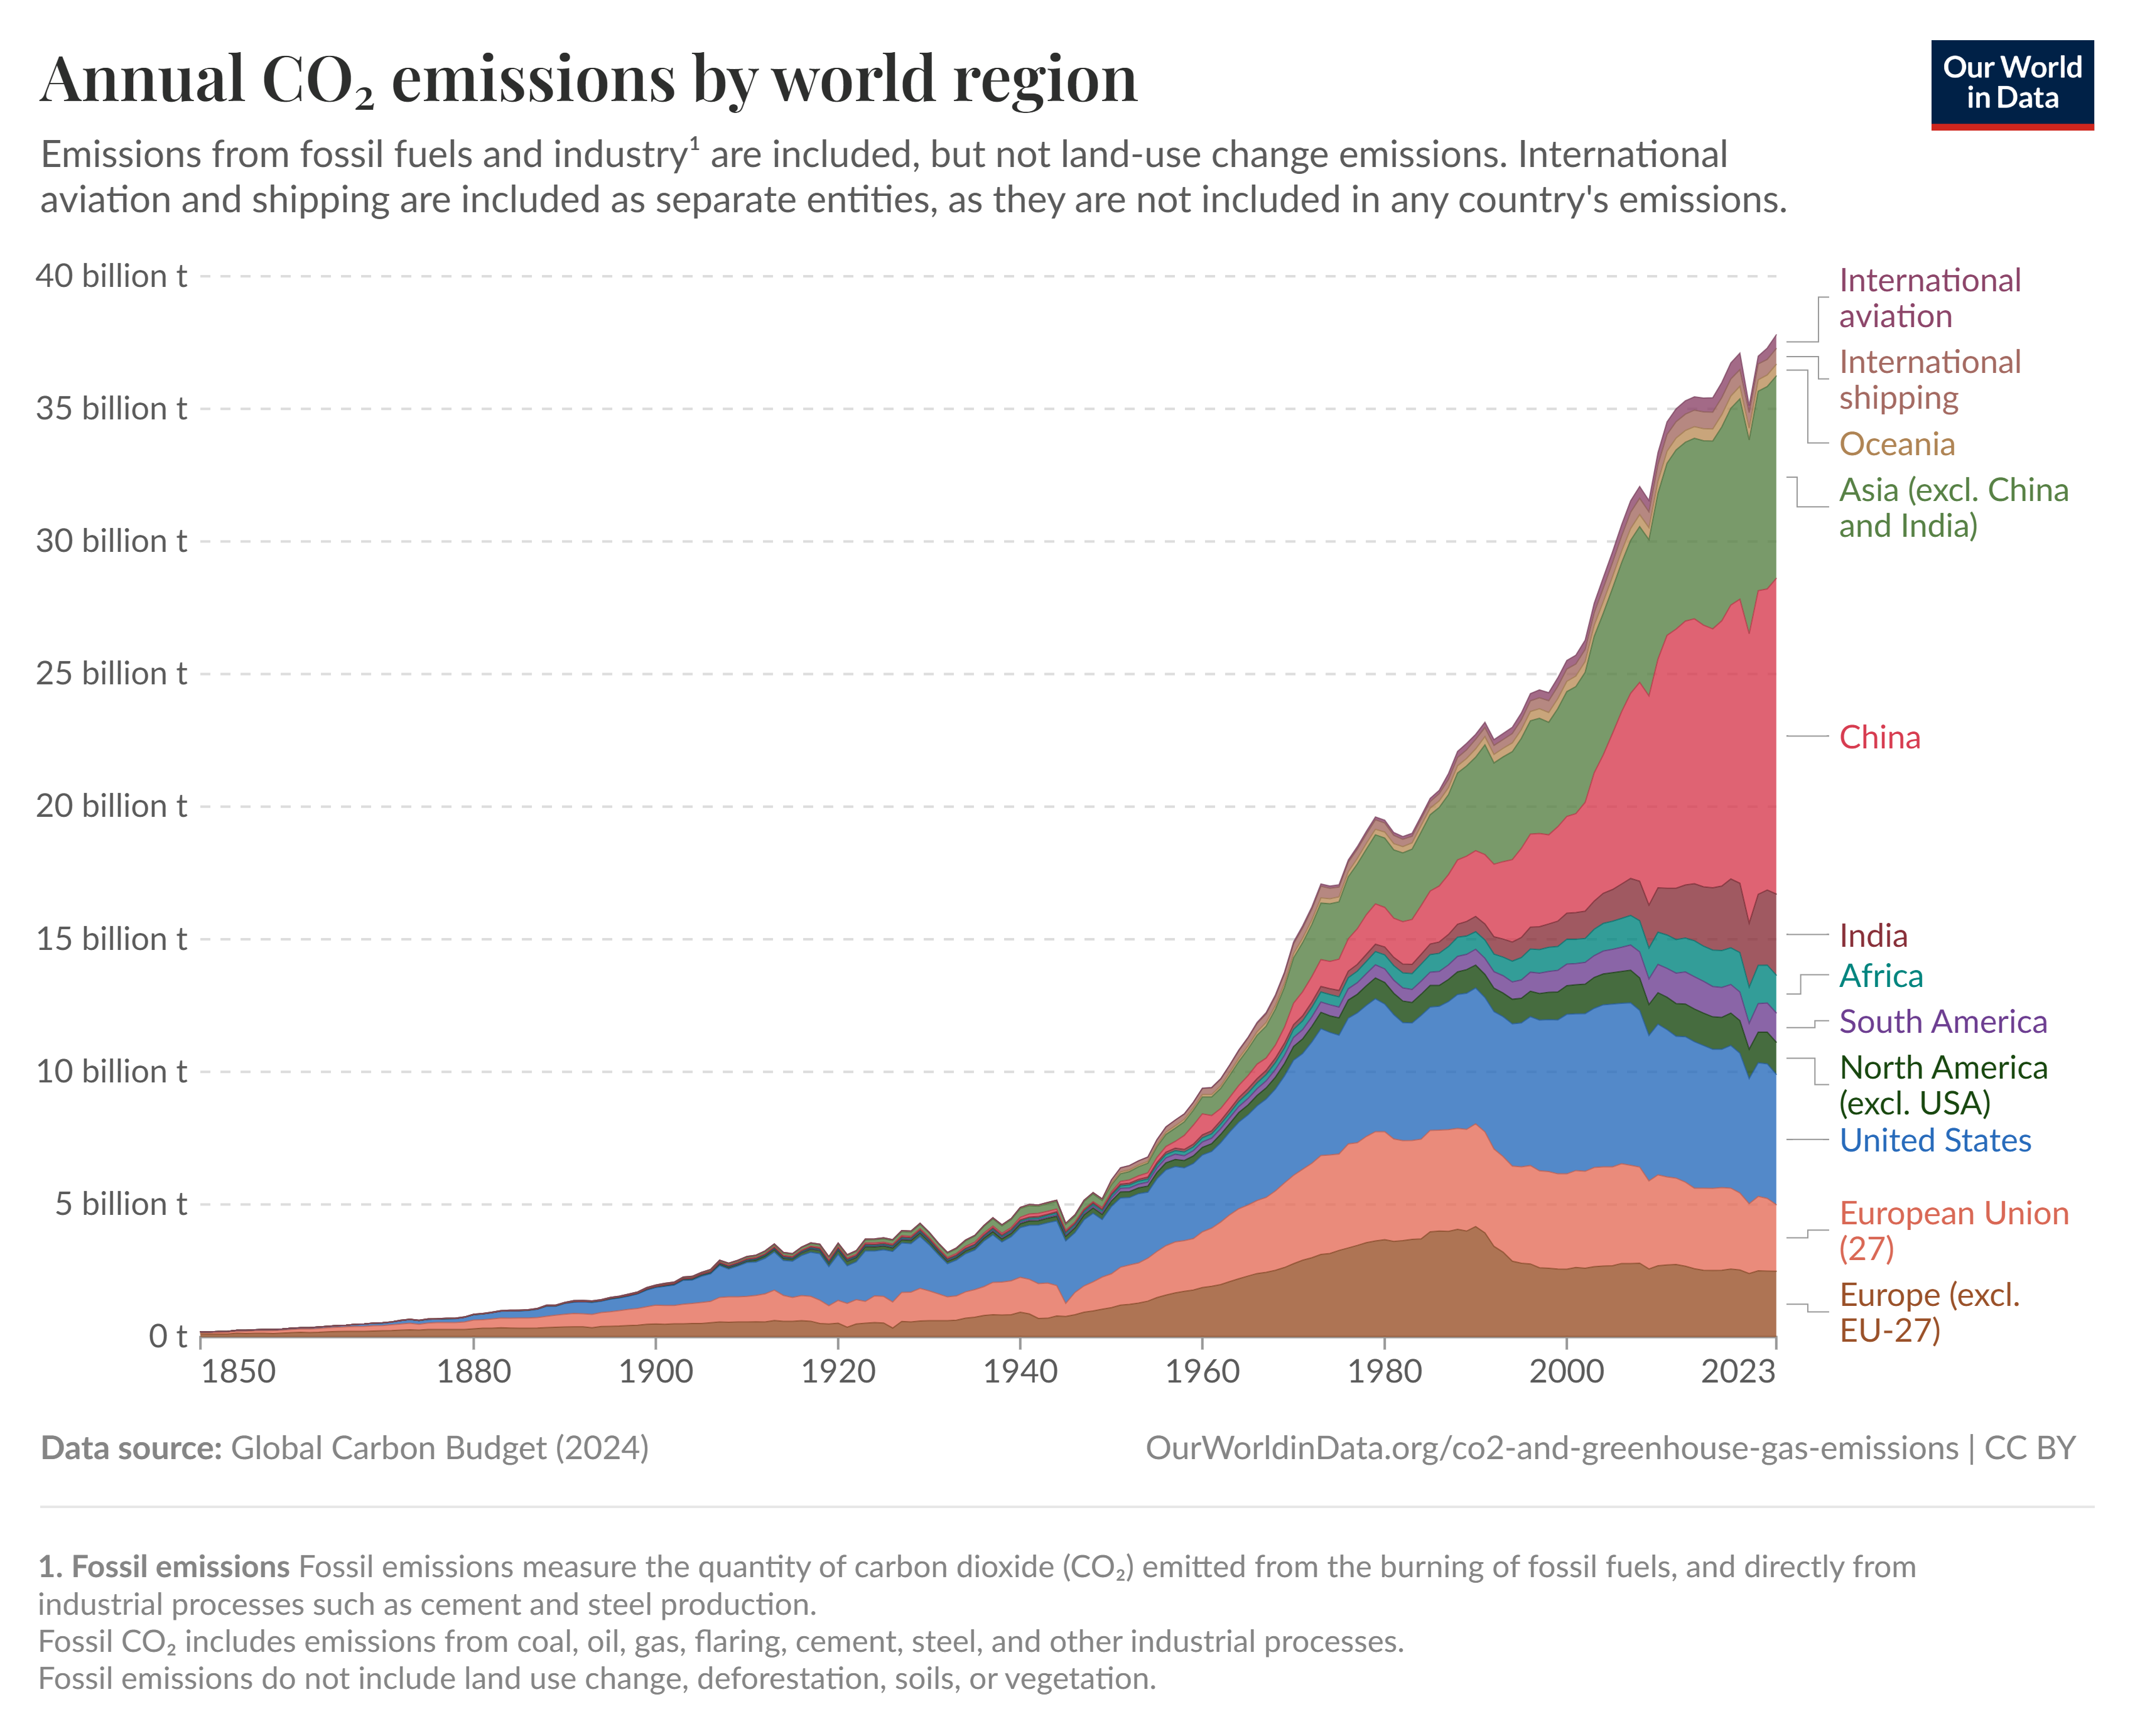 Annual CO₂ emissions by world region
Our World
in Data
Emissions from fossil fuels and industry¹ are included, but not land-use change emissions. International
aviation and shipping are included as separate entities, as they are not included in any country's emissions.
40 billion t
35 billion t
30 billion t
25 billion t
20 billion t
15 billion t
10 billion t
5 billion t
0 t
International
aviation
International
shipping
Oceania
Asia (excl. China
and India)
China
India
Africa
South America
North America
(excl. USA)
United States
European Union
(27)
Europe (excl.
EU-27)
1850 1880 1900 1920 1940 1960 1980 2000 2023
Data source: Global Carbon Budget (2024)
OurWorldinData.org/co2-and-greenhouse-gas-emissions | CC BY
1. Fossil emissions Fossil emissions measure the quantity of carbon dioxide (CO₂) emitted from the burning of fossil fuels, and directly from
industrial processes such as cement and steel production.
Fossil CO₂ includes emissions from coal, oil, gas, flaring, cement, steel, and other industrial processes.
Fossil emissions do not include land use change, deforestation, soils, or vegetation.